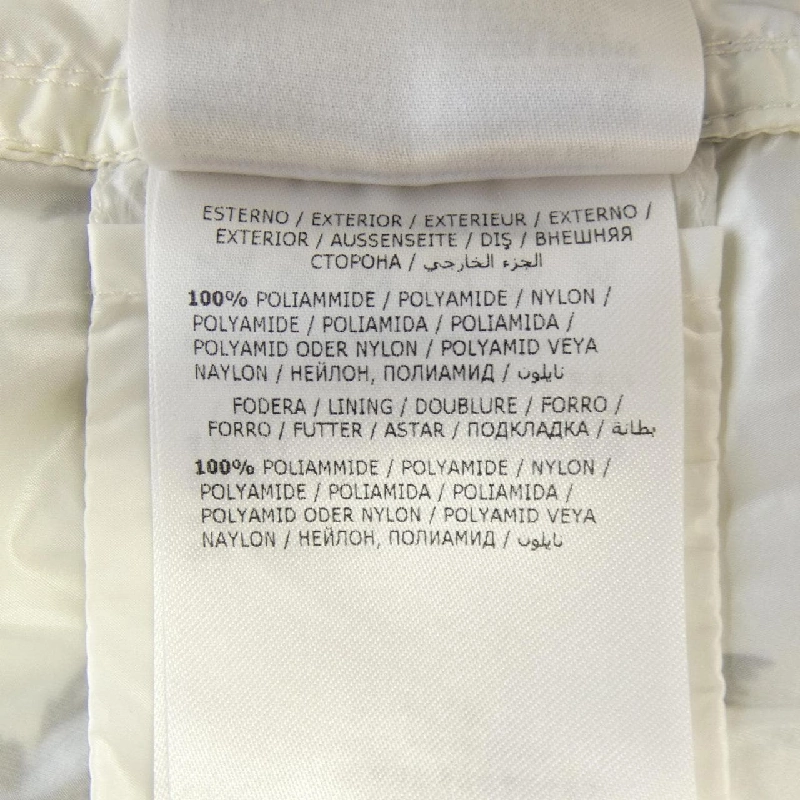 ESTERNO / EXTERIOR / EXTERIEUR / EXTERNO /
EXTERIOR / AUSSENSEITE / DIŞ / ВНЕШНЯЯ
СТОРОНА / الجزء الخارجي
100% POLIAMMIDE / POLYAMIDE / NYLON /
POLYAMIDE / POLIAMIDA / POLIAMIDA /
POLYAMID ODER NYLON / POLYAMID VEYA
NAYLON / НЕЙЛОН, ПОЛИАМИД / نايلون
FODERA / LINING / DOUBLURE / FORRO /
FORRO / FUTTER / ASTAR / ПОДКЛАДКА / بطانة
100% POLIAMMIDE / POLYAMIDE / NYLON /
POLYAMIDE / POLIAMIDA / POLIAMIDA /
POLYAMID ODER NYLON / POLYAMID VEYA
NAYLON / НЕЙЛОН, ПОЛИАМИД / نايلون